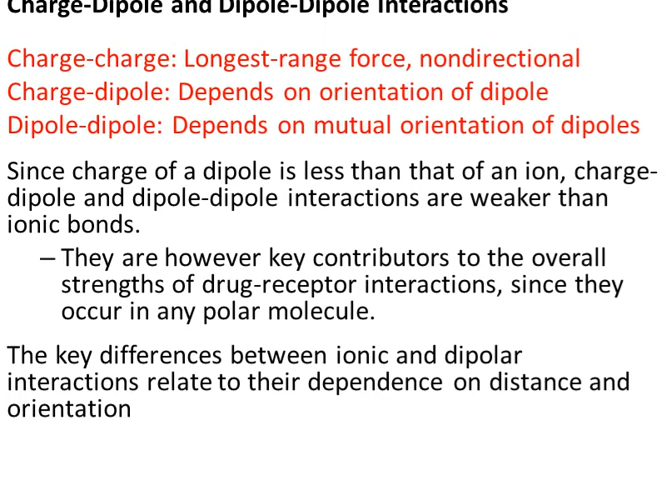 Charge-Dipole and Dipole-Dipole Interactions
Charge-charge: Longest-range force, nondirectional
Charge-dipole: Depends on orientation of dipole
Dipole-dipole: Depends on mutual orientation of dipoles
Since charge of a dipole is less than that of an ion, charge-
dipole and dipole-dipole interactions are weaker than
ionic bonds.
– They are however key contributors to the overall
strengths of drug-receptor interactions, since they
occur in any polar molecule.
The key differences between ionic and dipolar
interactions relate to their dependence on distance and
orientation